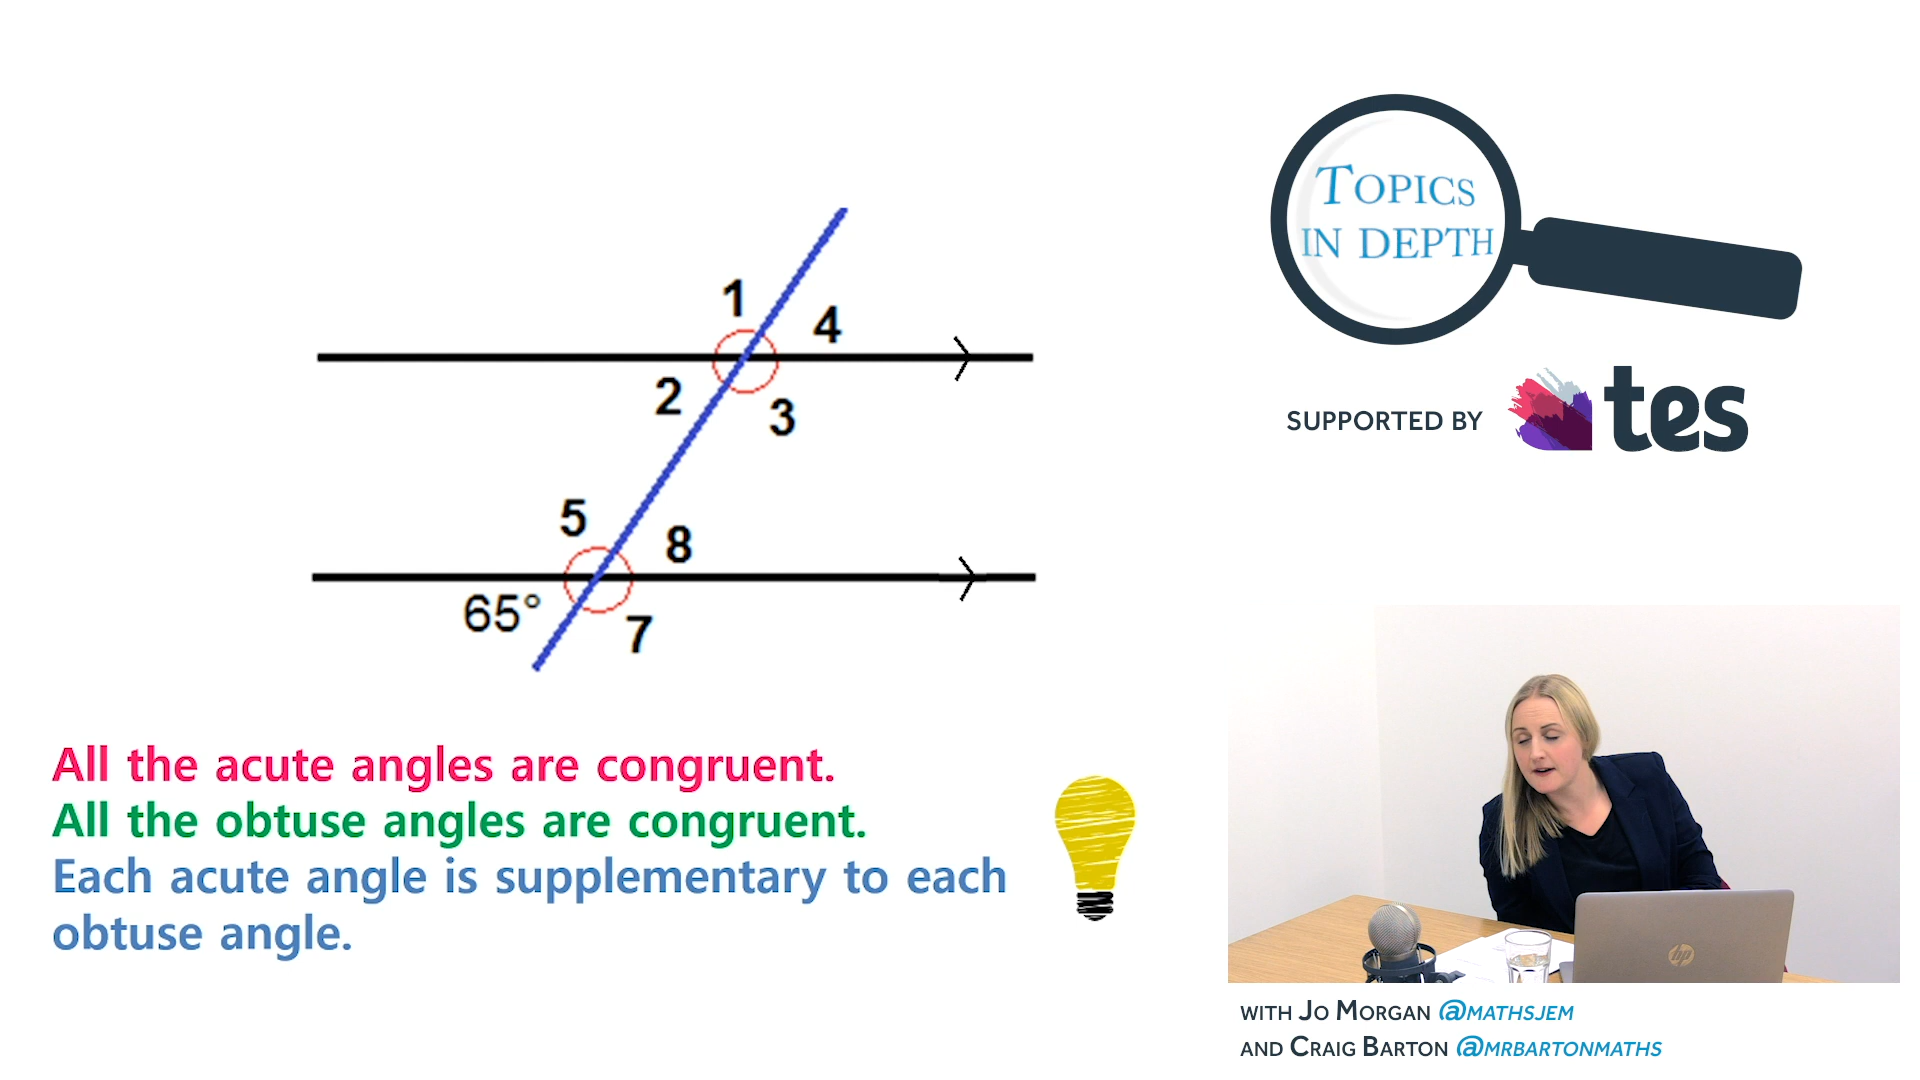 1
4
2
3
5
8
65°
7
All the acute angles are congruent.
All the obtuse angles are congruent.
Each acute angle is supplementary to each
obtuse angle.
TOPICS
IN DEPTH
SUPPORTED BY tes
hp
WITH JO MORGAN @MATHSJEM
AND CRAIG BARTON @MRBARTONMATHS